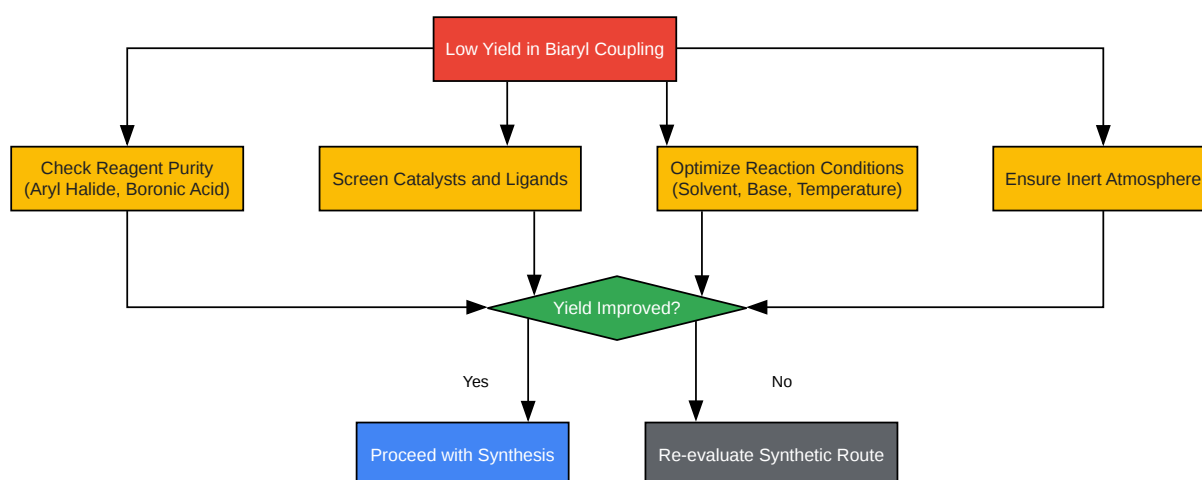 Low Yield in Biaryl Coupling
Check Reagent Purity
(Aryl Halide, Boronic Acid)
Screen Catalysts and Ligands
Optimize Reaction Conditions
(Solvent, Base, Temperature)
Ensure Inert Atmosphere
Yield Improved?
Yes
No
Proceed with Synthesis
Re-evaluate Synthetic Route